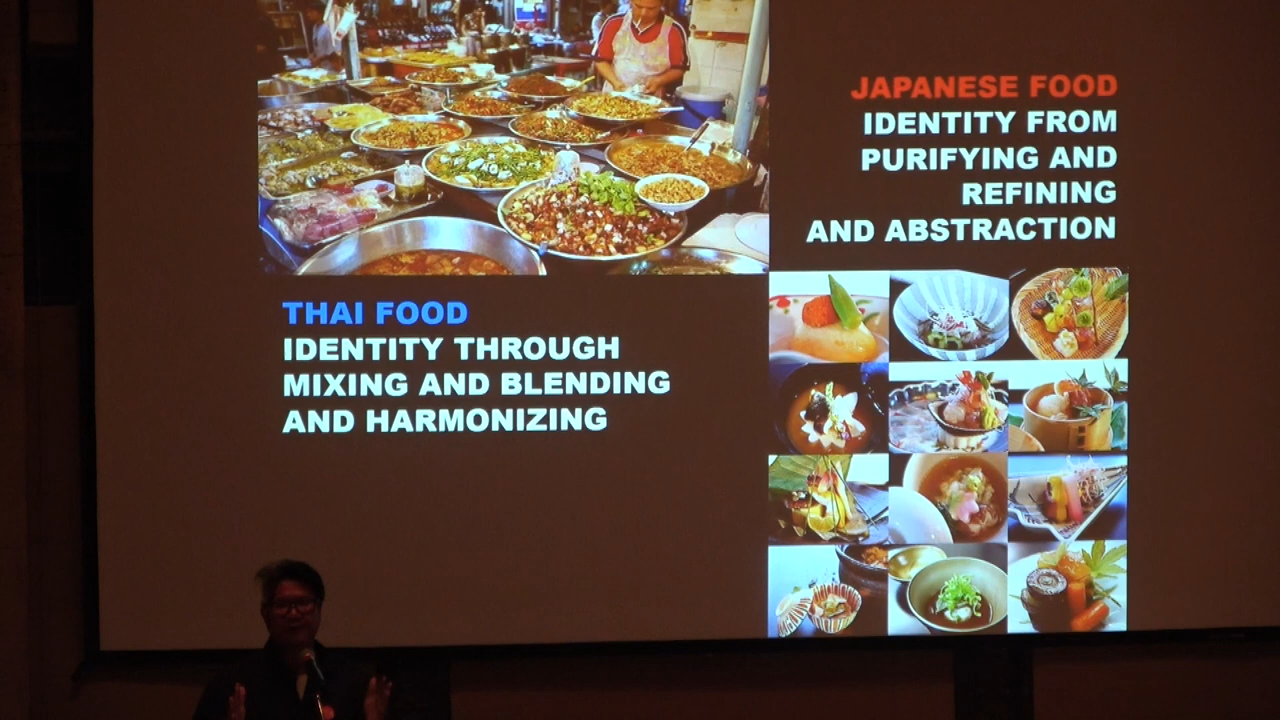 JAPANESE FOOD
IDENTITY FROM
PURIFYING AND
REFINING
AND ABSTRACTION
THAI FOOD
IDENTITY THROUGH
MIXING AND BLENDING
AND HARMONIZING